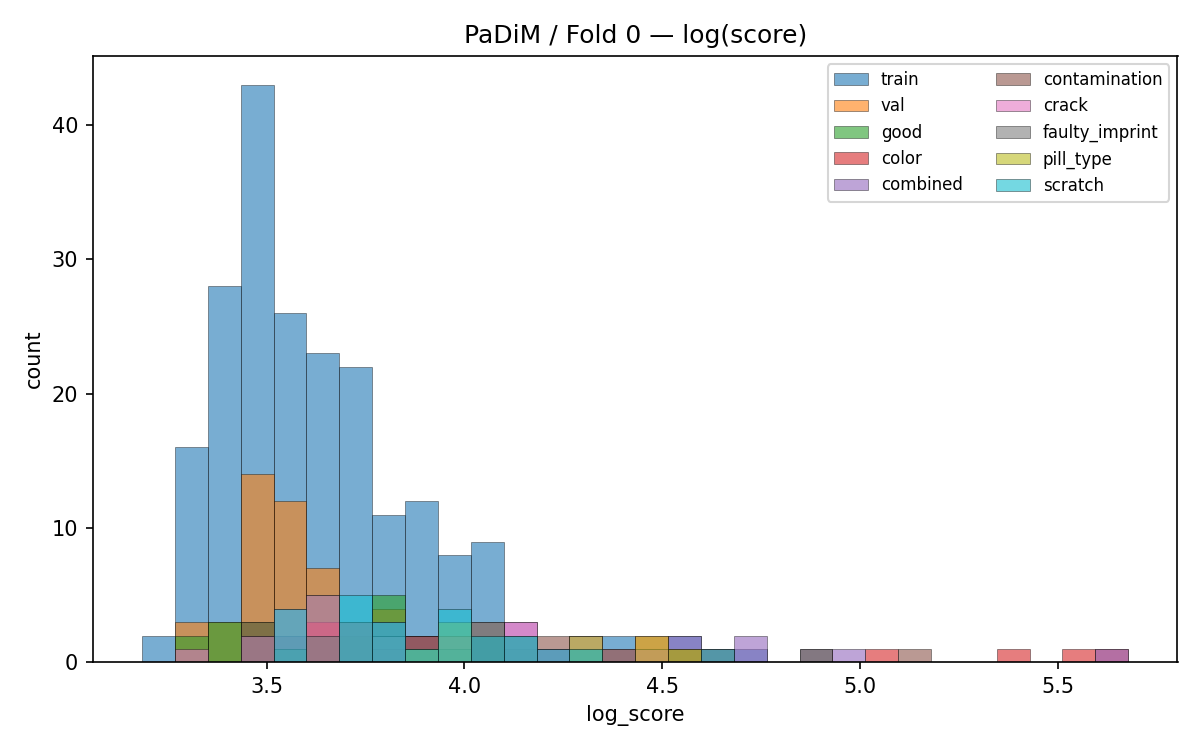 PaDiM / Fold 0 — log(score)
train
val
good
color
combined
contamination
crack
faulty_imprint
pill_type
scratch
count
40
30
20
10
0
3.5 4.0 4.5 5.0 5.5
log_score